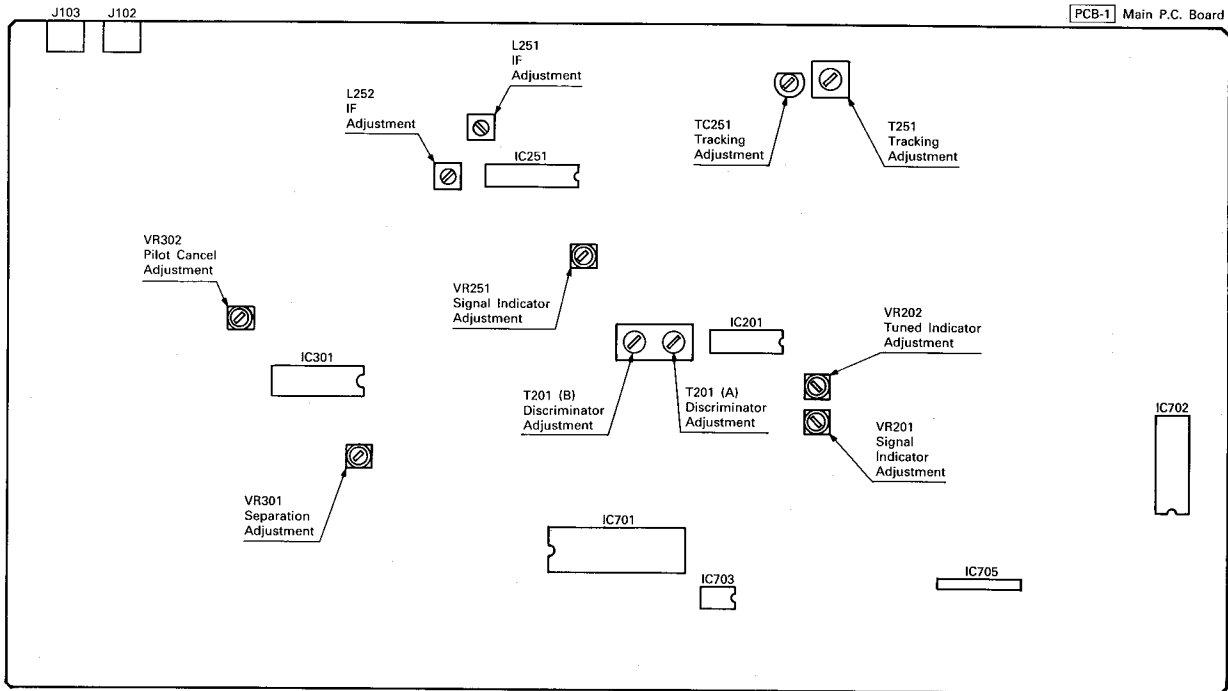 J103
J102
PCB-1 Main P.C. Board
L251
IF
Adjustment
L252
IF
Adjustment
IC251
TC251
Tracking
Adjustment
T251
Tracking
Adjustment
VR302
Pilot Cancel
Adjustment
VR251
Signal Indicator
Adjustment
IC201
VR202
Tuned Indicator
Adjustment
IC301
T201 (B)
Discriminator
Adjustment
T201 (A)
Discriminator
Adjustment
VR201
Signal
Indicator
Adjustment
IC702
VR301
Separation
Adjustment
IC701
IC703
IC705